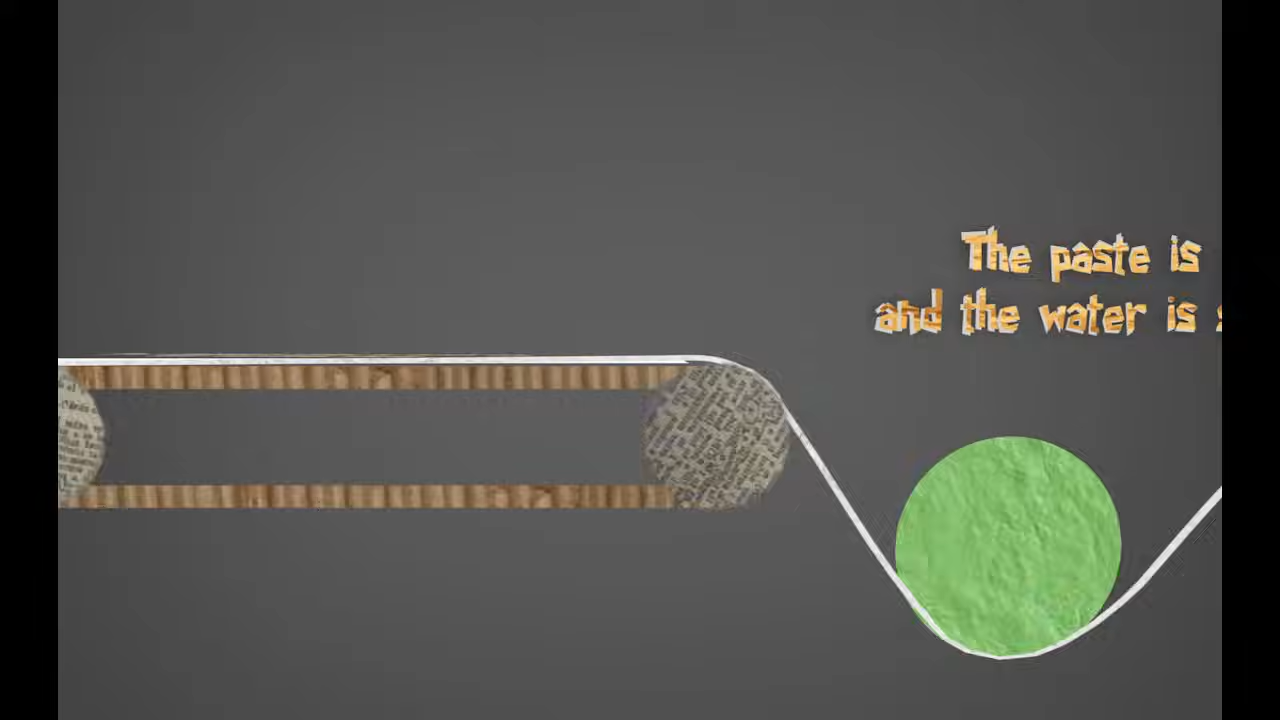 The paste is
and the water is